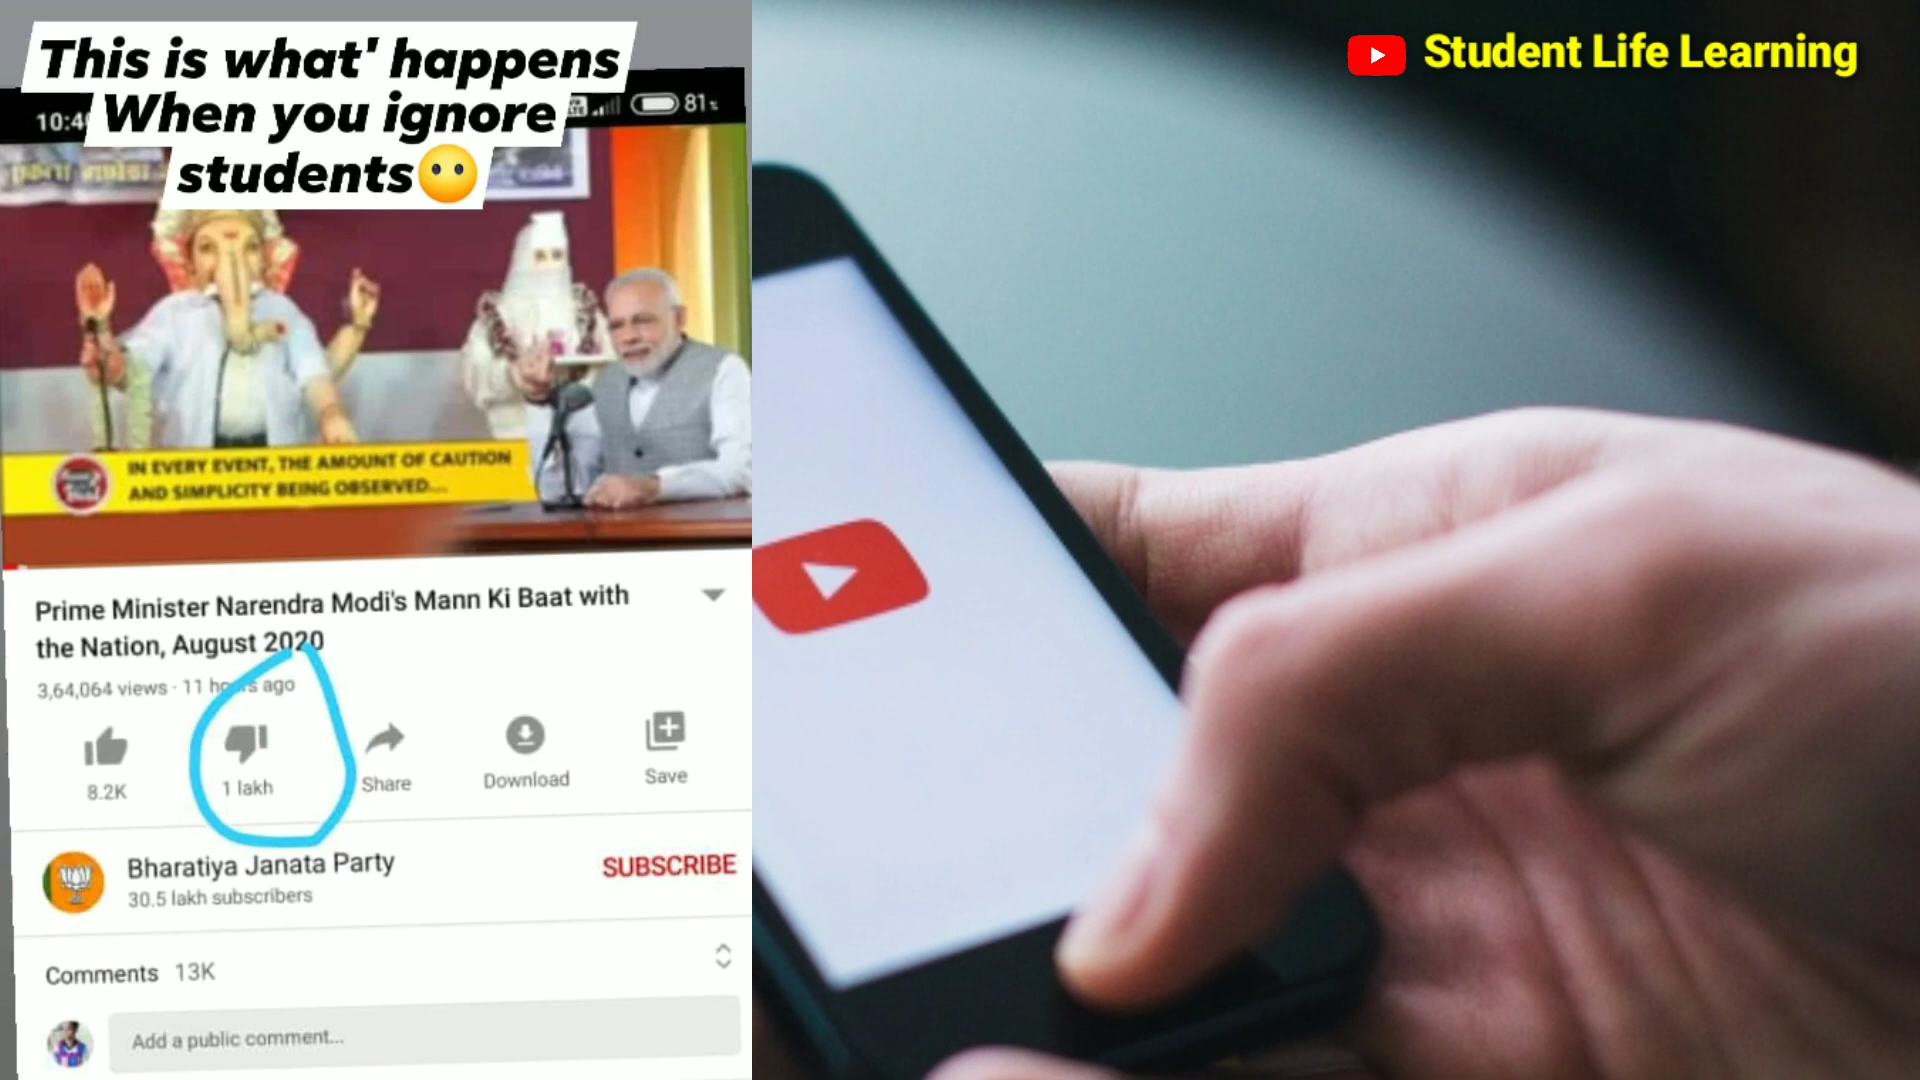 This is what' happens
When you ignore
students😶
10:4
81%
IN EVERY EVENT, THE AMOUNT OF CAUTION
AND SIMPLICITY BEING OBSERVED...
Prime Minister Narendra Modi's Mann Ki Baat with
the Nation, August 2020
3,64,064 views · 11 hours ago
8.2K
1 lakh
Share
Download
Save
Bharatiya Janata Party
30.5 lakh subscribers
SUBSCRIBE
Comments 13K
Add a public comment...
Student Life Learning